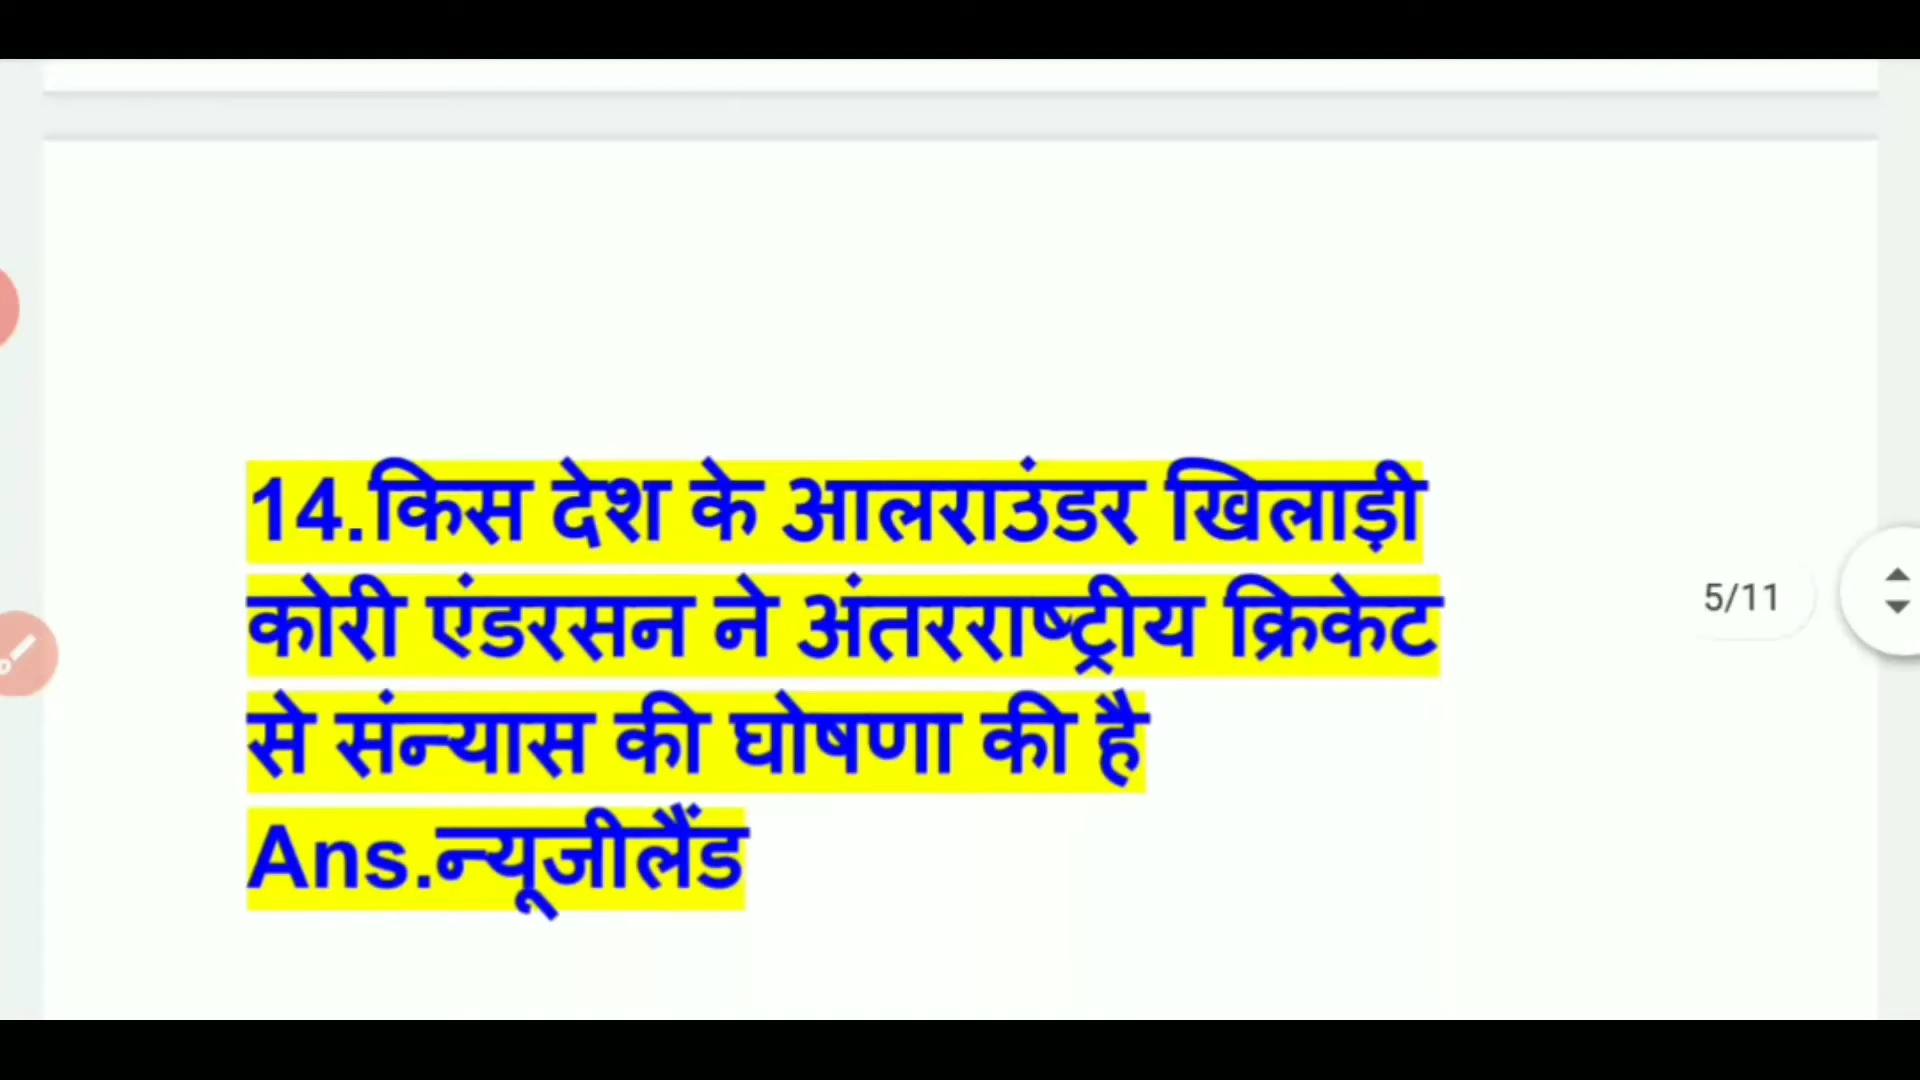 14.किस देश के आलराउंडर खिलाड़ी
कोरी एंडरसन ने अंतरराष्ट्रीय क्रिकेट
5/11
से संन्यास की घोषणा की है
Ans.न्यूजीलैंड